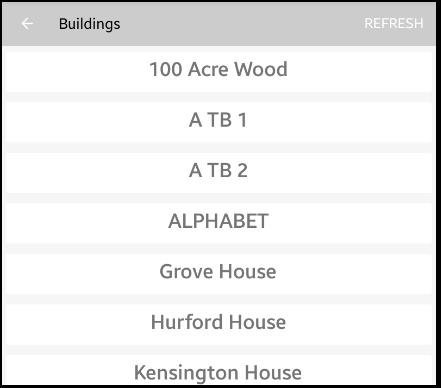 Buildings REFRESH
100 Acre Wood
A TB 1
A TB 2
ALPHABET
Grove House
Hurford House
Kensington House